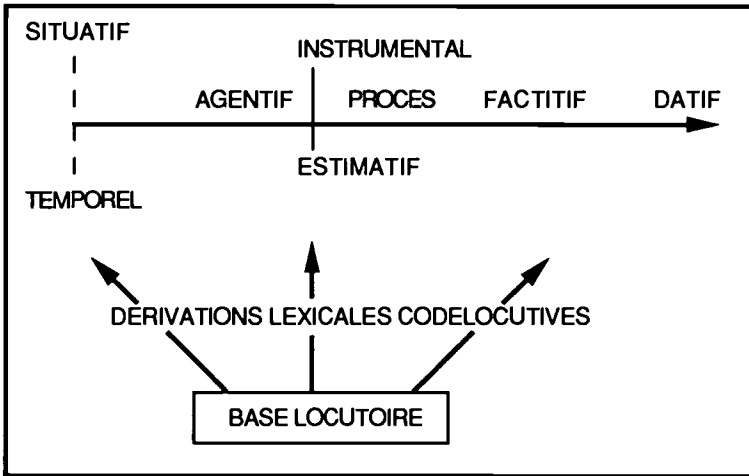 SITUATIF
INSTRUMENTAL
AGENTIF PROCES FACTITIF DATIF
ESTIMATIF
TEMPOREL
DERIVATIONS LEXICALES CODELOCUTIVES
BASE LOCUTOIRE